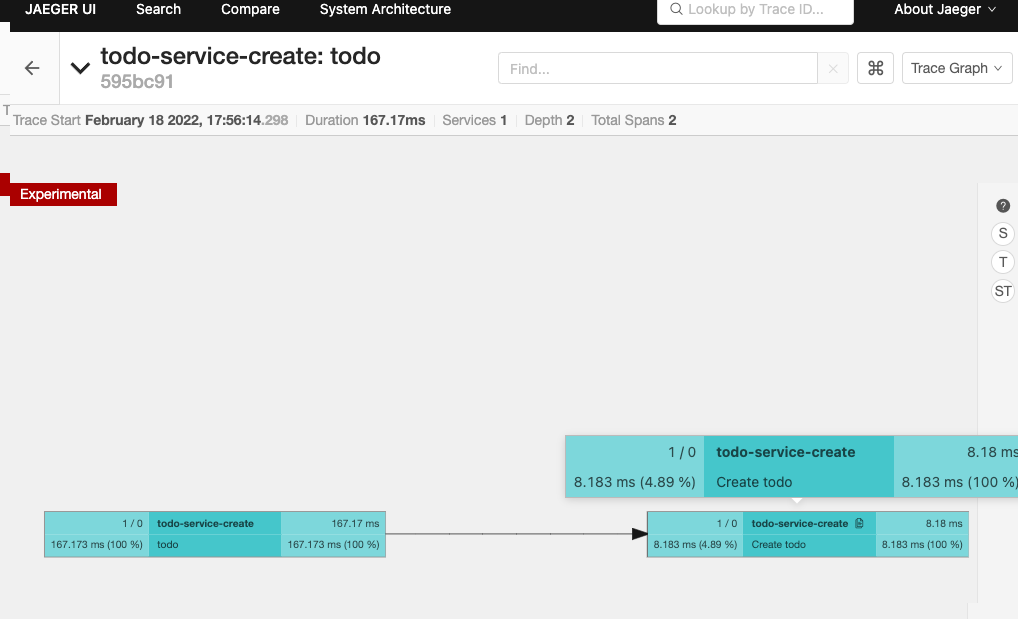 JAEGER UI Search Compare System Architecture Lookup by Trace ID... About Jaeger
todo-service-create: todo
595bc91
Find... × ⌘ Trace Graph
T
Trace Start February 18 2022, 17:56:14.298 Duration 167.17ms Services 1 Depth 2 Total Spans 2
Experimental
?
S
T
ST
1 / 0 todo-service-create 8.18 ms
8.183 ms (4.89 %) Create todo 8.183 ms (100 %)
1 / 0 todo-service-create 167.17 ms
167.173 ms (100 %) todo 167.173 ms (100 %)
1 / 0 todo-service-create 8.18 ms
8.183 ms (4.89 %) Create todo 8.183 ms (100 %)